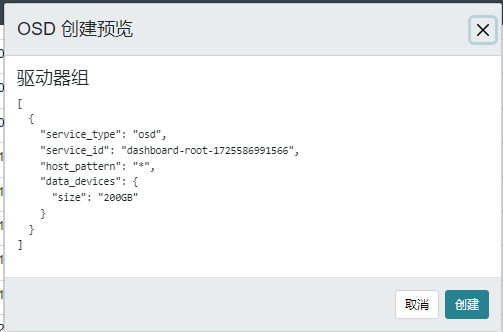 OSD 创建预览
驱动器组
[
  {
    "service_type": "osd",
    "service_id": "dashboard-root-1725586991566",
    "host_pattern": "*",
    "data_devices": {
      "size": "200GB"
    }
  }
]
取消 创建